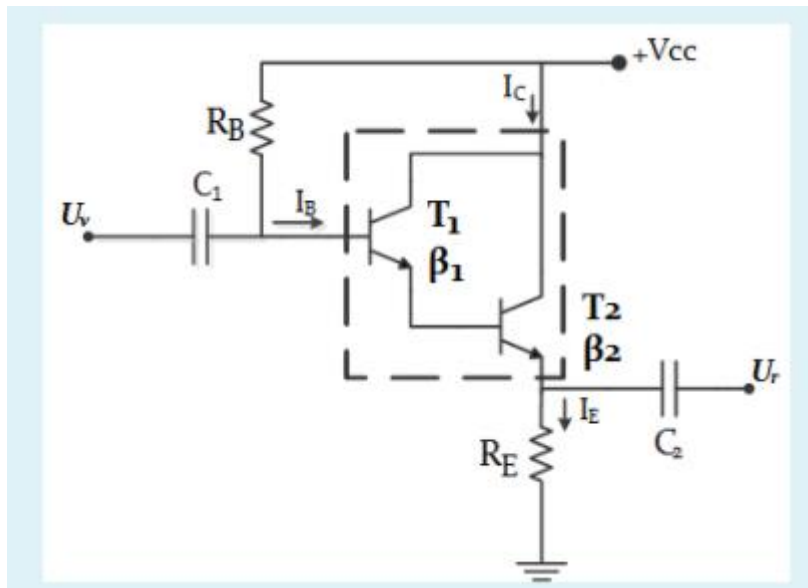 +Vcc
I_C
R_B
C₁
I_B
U_v
T₁
β₁
T2
β2
U_r
I_E
C₂
R_E